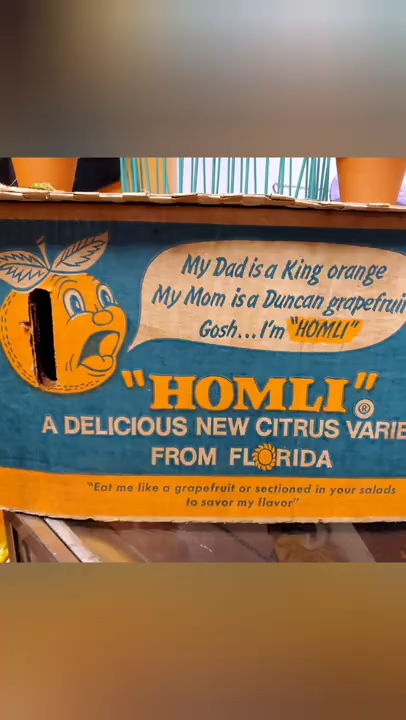 My Dad is a King orange
My Mom is a Duncan grapefruit
Gosh... I'm "HOMLI"
"HOMLI"®
A DELICIOUS NEW CITRUS VARIE
FROM FLORIDA
"Eat me like a grapefruit or sectioned in your salads
to savor my flavor"